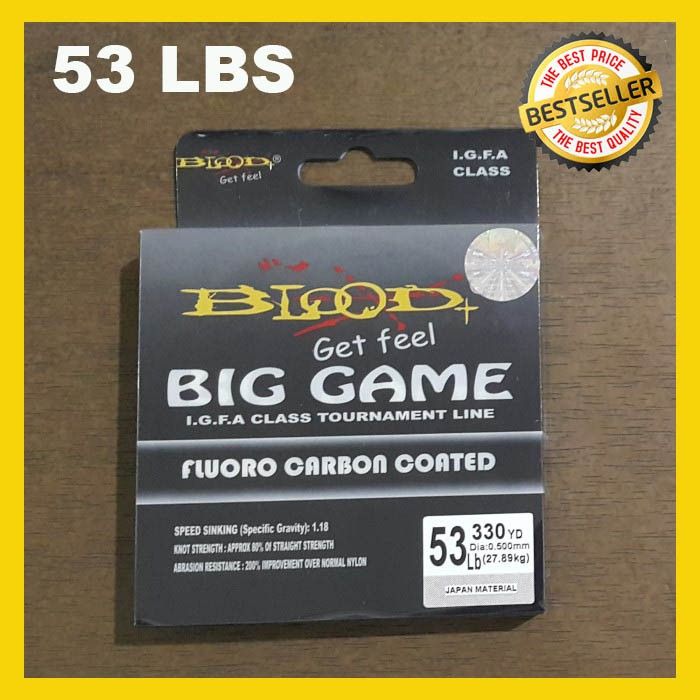 53 LBS
THE BEST PRICE
BESTSELLER
THE BEST QUALITY
BLOOD+®
Get feel
I.G.F.A
CLASS
BLOOD+
Get feel
BIG GAME
I.G.F.A CLASS TOURNAMENT LINE
FLUORO CARBON COATED
SPEED SINKING (Specific Gravity): 1.18
KNOT STRENGTH : APPROX 80% Of STRAIGHT STRENGTH
ABRASION RESISTANCE : 200% IMPROVEMENT OVER NORMAL NYLON
53 Lb
330 YD
Dia:0.500mm
(27.89kg)
JAPAN MATERIAL